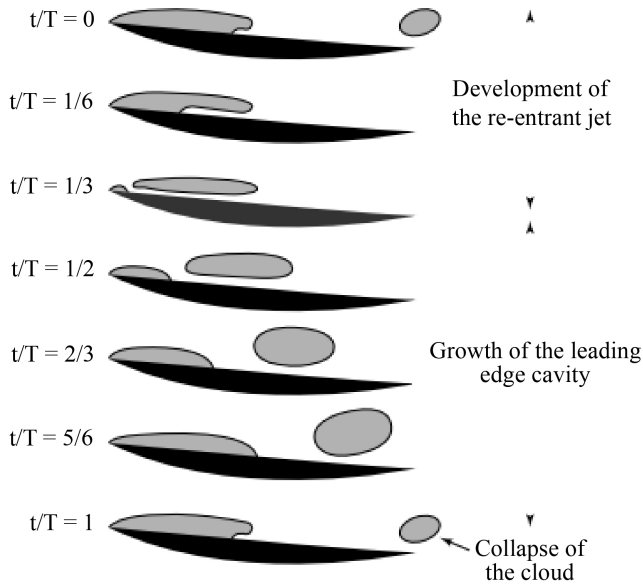 t/T = 0
Development of
the re-entrant jet
t/T = 1/6
t/T = 1/3
t/T = 1/2
t/T = 2/3
Growth of the leading
edge cavity
t/T = 5/6
t/T = 1
Collapse of
the cloud